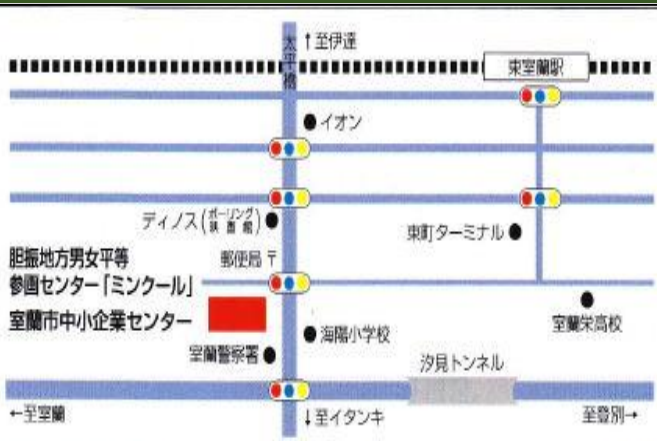 太平橋
↑至伊達
東室蘭駅
●イオン
ディノス(ボーリング 映画館)●
東町ターミナル●
胆振地方男女平等
参画センター「ミンクール」
郵便局 〒
室蘭市中小企業センター
●海陽小学校
室蘭栄高校
室蘭警察署●
汐見トンネル
←至室蘭
↓至イタンキ
至登別→